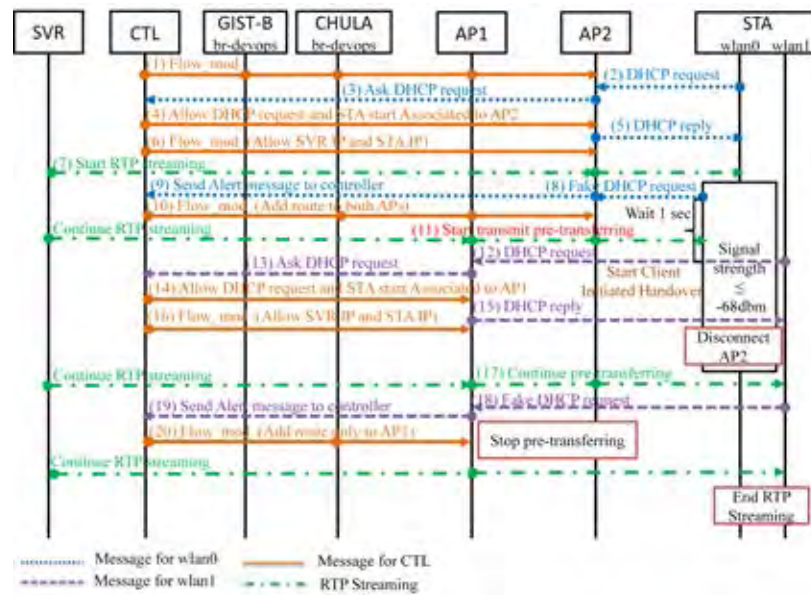 SVR CTL GIST-B CHULA AP1 AP2 STA
br-devops br-devops wlan0 wlan1
(1) Flow_mod
(2) DHCP request
(3) Ask DHCP request
(4) Allow DHCP request and STA start Associated to AP2
(5) DHCP reply
(6) Flow_mod (Allow SVR IP and STA IP)
(7) Start RTP streaming
(8) Fake DHCP request
(9) Send Alert message to controller
(10) Flow_mod (Add route to both APs)
Wait 1 sec
Continue RTP streaming
(11) Start transmit pre-transferring
(12) DHCP request
Signal
strength
≤
-68dbm
(13) Ask DHCP request
Start Client
Initiated Handover
(14) Allow DHCP request and STA start Associated to AP1
(15) DHCP reply
(16) Flow_mod (Allow SVR IP and STA IP)
Disconnect
AP2
Continue RTP streaming
(17) Continue pre-transferring
(18) Fake DHCP request
(19) Send Alert message to controller
(20) Flow_mod (Add route only to AP1)
Stop pre-transferring
Continue RTP streaming
End RTP
Streaming
Message for wlan0
Message for CTL
Message for wlan1
RTP Streaming